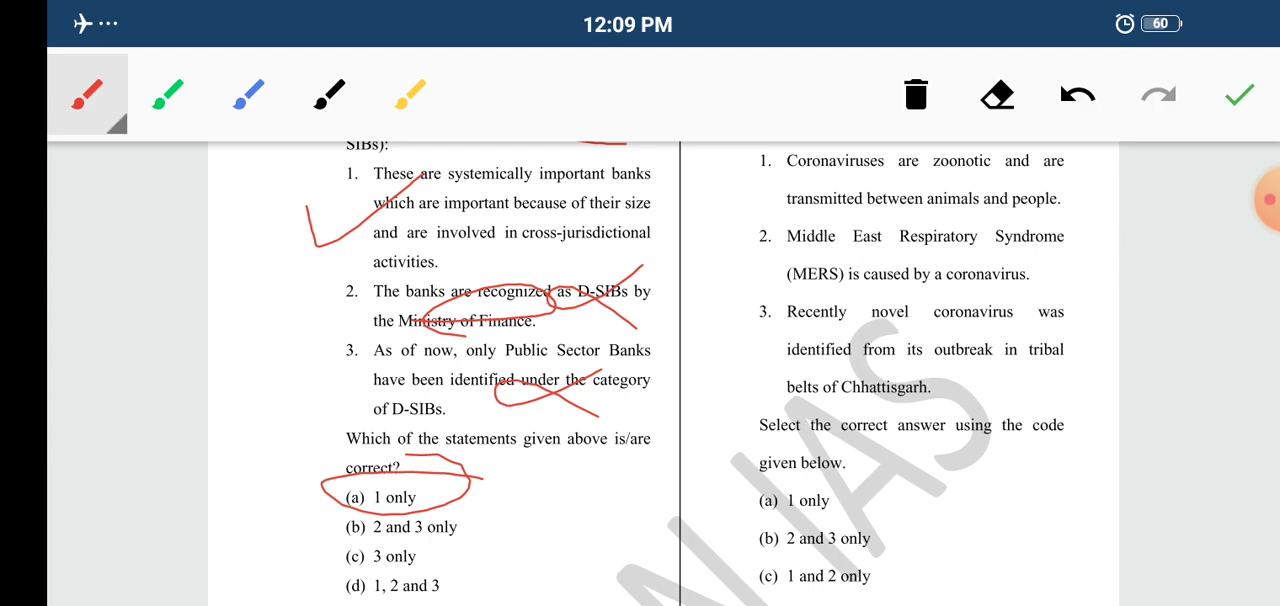 12:09 PM
60
SIBs):
1. These are systemically important banks
which are important because of their size
and are involved in cross-jurisdictional
activities.
2. The banks are recognized as D-SIBs by
the Ministry of Finance.
3. As of now, only Public Sector Banks
have been identified under the category
of D-SIBs.
Which of the statements given above is/are
correct?
(a) 1 only
(b) 2 and 3 only
(c) 3 only
(d) 1, 2 and 3
1. Coronaviruses are zoonotic and are
transmitted between animals and people.
2. Middle East Respiratory Syndrome
(MERS) is caused by a coronavirus.
3. Recently novel coronavirus was
identified from its outbreak in tribal
belts of Chhattisgarh.
Select the correct answer using the code
given below.
(a) 1 only
(b) 2 and 3 only
(c) 1 and 2 only
N IAS